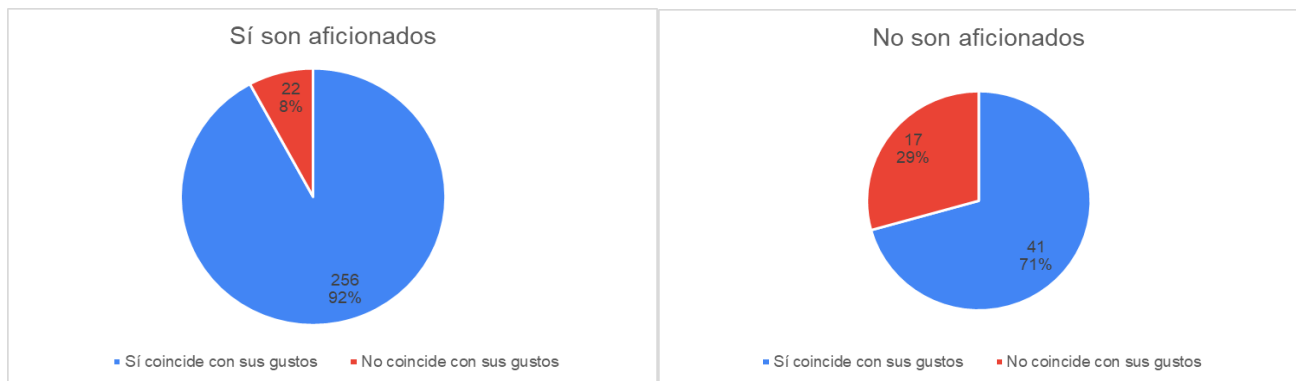 Sí son aficionados
22
8%
256
92%
Sí coincide con sus gustos
No coincide con sus gustos
No son aficionados
17
29%
41
71%
Sí coincide con sus gustos
No coincide con sus gustos